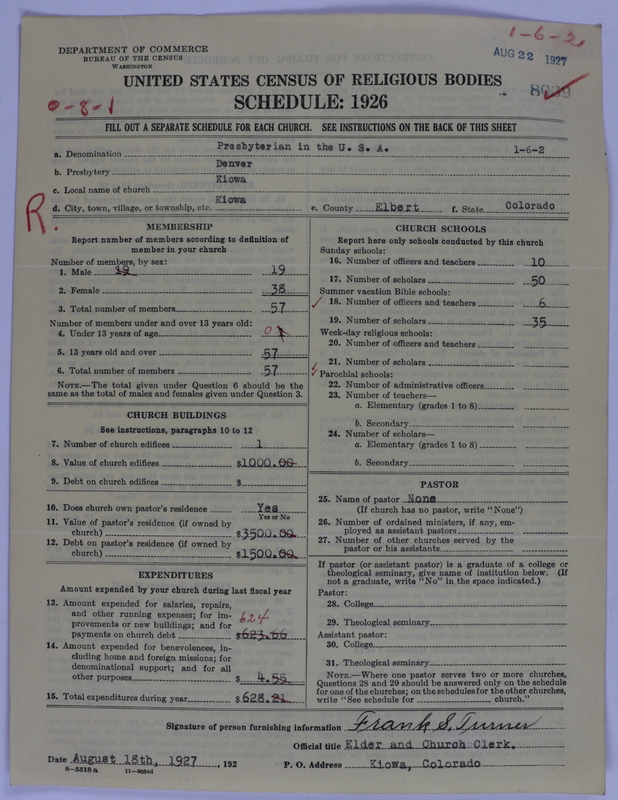 1-6-2
DEPARTMENT OF COMMERCE
BUREAU OF THE CENSUS
WASHINGTON
AUG 22 1927
UNITED STATES CENSUS OF RELIGIOUS BODIES
SCHEDULE: 1926
0-8-1
FILL OUT A SEPARATE SCHEDULE FOR EACH CHURCH. SEE INSTRUCTIONS ON THE BACK OF THIS SHEET
a. Denomination Presbyterian in the U. S. A. 1-6-2
b. Presbytery Denver
c. Local name of church Kiowa
d. City, town, village, or township, etc. Kiowa e. County Elbert f. State Colorado
R.
MEMBERSHIP
Report number of members according to definition of
member in your church
Number of members, by sex:
1. Male 19 19
2. Female 38
3. Total number of members 57
Number of members under and over 13 years old:
4. Under 13 years of age 0
5. 13 years old and over 57
6. Total number of members 57
NOTE.—The total given under Question 6 should be the
same as the total of males and females given under Question 3.
CHURCH BUILDINGS
See instructions, paragraphs 10 to 12
7. Number of church edifices 1
8. Value of church edifices $1000.00
9. Debt on church edifices $
10. Does church own pastor's residence Yes
Yes or No
11. Value of pastor's residence (if owned by
church) $3500.00
12. Debt on pastor's residence (if owned by
church) $1500.00
EXPENDITURES
Amount expended by your church during last fiscal year
13. Amount expended for salaries, repairs,
and other running expenses; for im-
provements or new buildings; and for
payments on church debt 624 $623.66
14. Amount expended for benevolences, in-
cluding home and foreign missions; for
denominational support; and for all
other purposes $ 4.55
15. Total expenditures during year $628.21
CHURCH SCHOOLS
Report here only schools conducted by this church
Sunday schools:
16. Number of officers and teachers 10
17. Number of scholars 50
Summer vacation Bible schools:
18. Number of officers and teachers 6
19. Number of scholars 35
Week-day religious schools:
20. Number of officers and teachers
21. Number of scholars
Parochial schools:
22. Number of administrative officers
23. Number of teachers—
a. Elementary (grades 1 to 8)
b. Secondary
24. Number of scholars—
a. Elementary (grades 1 to 8)
b. Secondary
PASTOR
25. Name of pastor None
(If church has no pastor, write "None")
26. Number of ordained ministers, if any, em-
ployed as assistant pastors
27. Number of other churches served by the
pastor or his assistants
If pastor (or assistant pastor) is a graduate of a college or
theological seminary, give name of institution below. (If
not a graduate, write "No" in the space indicated.)
Pastor:
28. College
29. Theological seminary
Assistant pastor:
30. College
31. Theological seminary
NOTE.—Where one pastor serves two or more churches,
Questions 28 and 29 should be answered only on the schedule
for one of the churches; on the schedules for the other churches,
write "See schedule for church."
Signature of person furnishing information Frank S. Turner
Official title Elder and Church Clerk.
Date August 18th, 1927, 192 P. O. Address Kiowa, Colorado
8-5518a 11-9854d